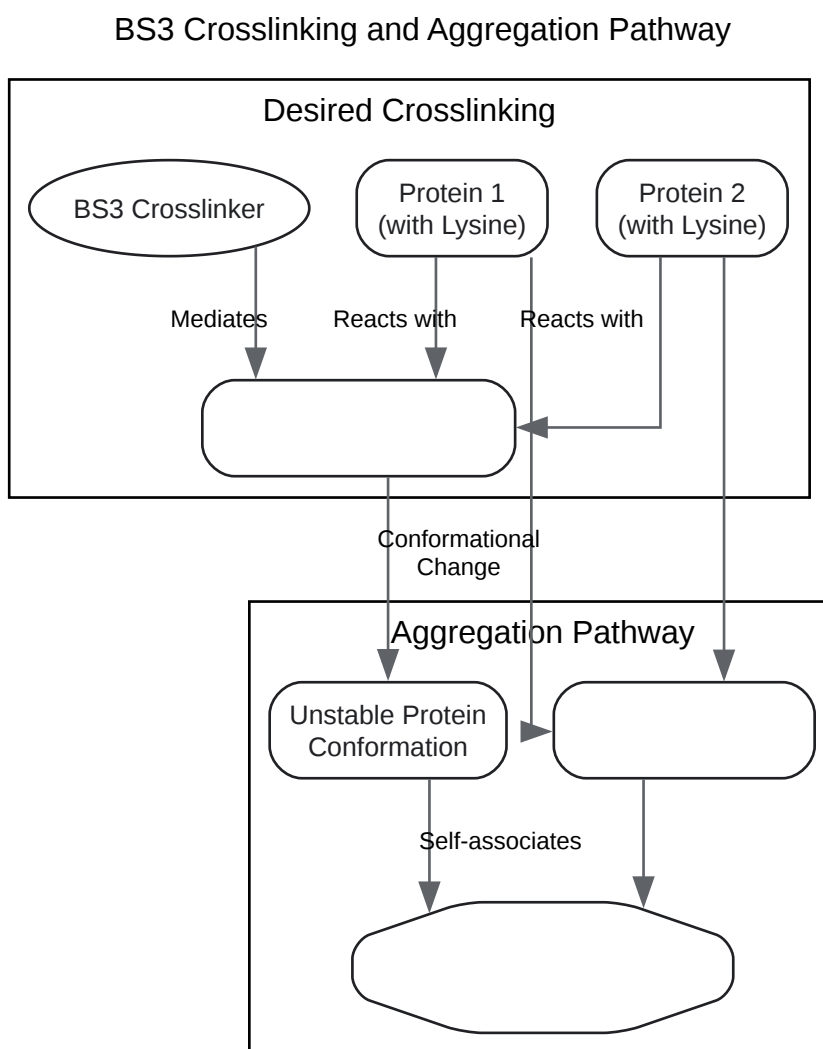 BS3 Crosslinking and Aggregation Pathway
Desired Crosslinking
BS3 Crosslinker
Protein 1
(with Lysine)
Protein 2
(with Lysine)
Mediates
Reacts with
Reacts with
Conformational
Change
Aggregation Pathway
Unstable Protein
Conformation
Self-associates